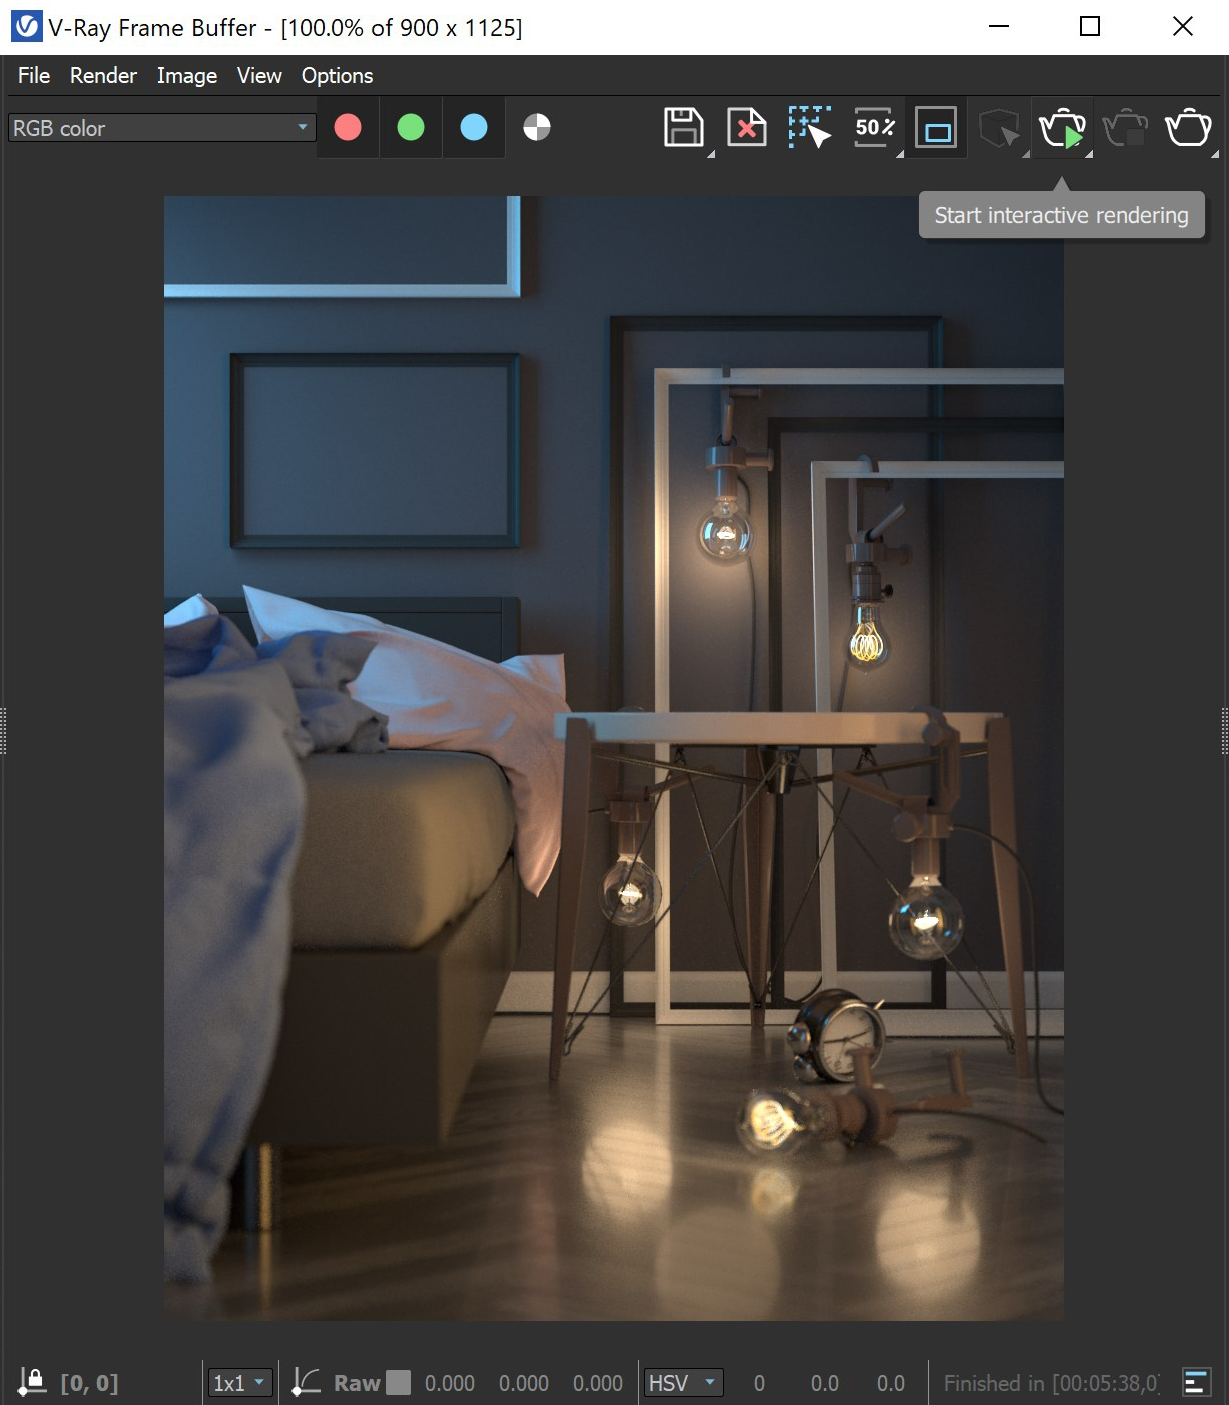 V-Ray Frame Buffer - [100.0% of 900 x 1125]
File Render Image View Options
RGB color
50%
Start interactive rendering
[0, 0] 1x1 Raw 0.000 0.000 0.000 HSV 0 0.0 0.0 Finished in [00:05:38,0]